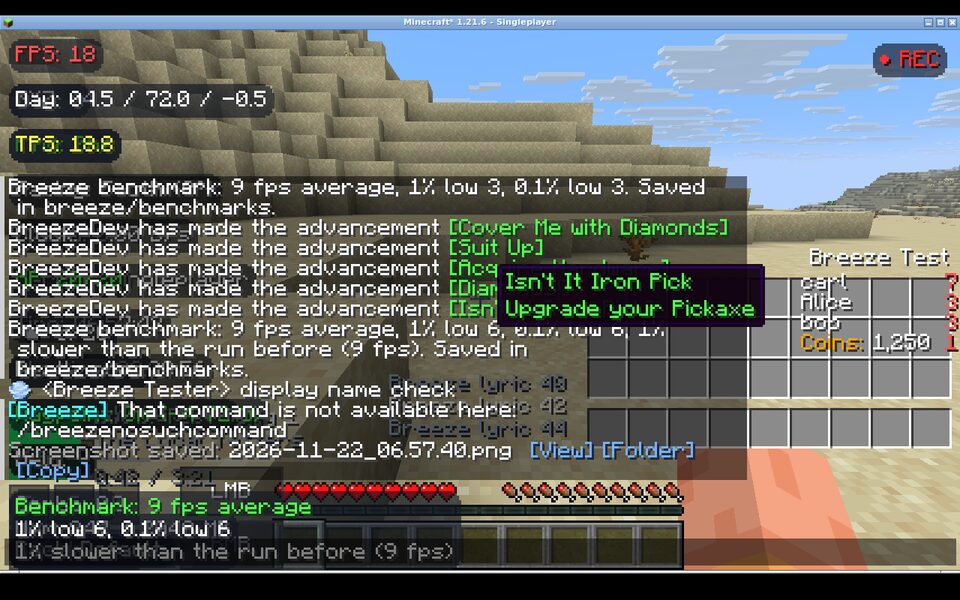 Minecraft* 1.21.6 - Singleplayer
FPS: 18
REC
Day: 04.5 / 72.0 / -0.5
TPS: 18.8
Breeze benchmark: 9 fps average, 1% low 3, 0.1% low 3. Saved
in breeze/benchmarks.
BreezeDev has made the advancement [Cover Me with Diamonds]
BreezeDev has made the advancement [Suit Up]
BreezeDev has made the advancement
BreezeDev has made the advancement
BreezeDev has made the advancement
Isn't It Iron Pick
Upgrade your Pickaxe
Breeze Test
carl 7
Alice 3
bob 3
Coins: 1,250 1
Breeze benchmark: 9 fps average, 1% low 6, 0.1% low 6, 1%
slower than the run before (9 fps). Saved in
breeze/benchmarks.
<Breeze Tester> display name check
Breeze lyric 40
Breeze lyric 42
Breeze lyric 44
[Breeze] That command is not available here:
/breezenosuchcommand
Screenshot saved: 2026-11-22_06.57.40.png [View] [Folder]
[Copy]
0:42 / 3:21
LMB
Benchmark: 9 fps average
1% low 6, 0.1% low 6
1% slower than the run before (9 fps)